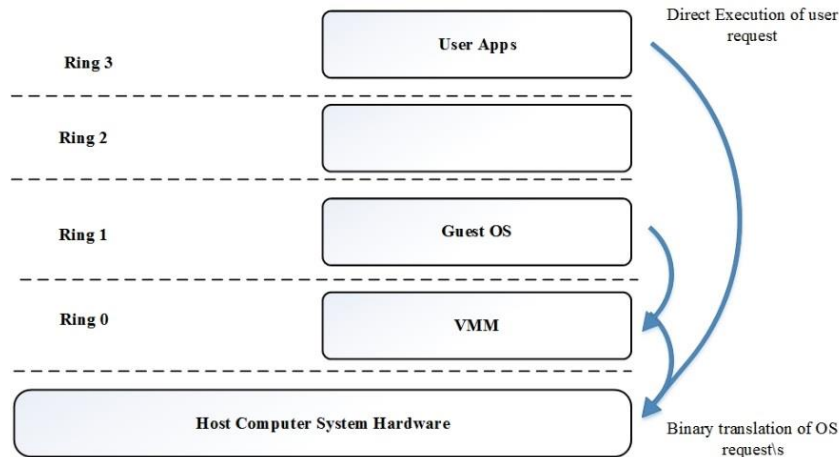 Direct Execution of user
request
User Apps
Ring 3
Ring 2
Guest OS
Ring 1
Ring 0
VMM
Host Computer System Hardware
Binary translation of OS
request\s